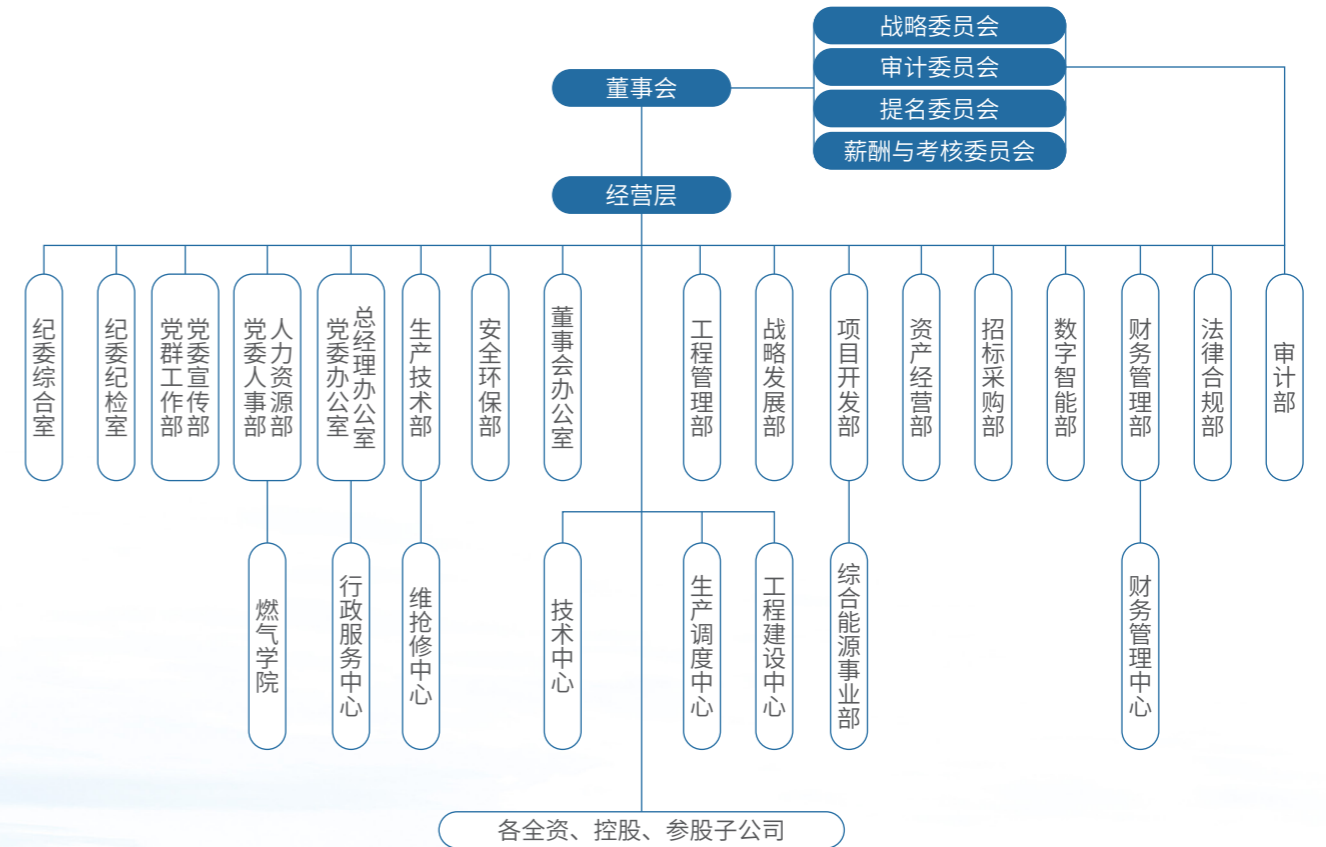 战略委员会
审计委员会
董事会
提名委员会
薪酬与考核委员会
经营层
纪委综合室
纪委纪检室
党委宣传部
党群工作部
人力资源部
党委人事部
总经理办公室
党委办公室
生产技术部
安全环保部
董事会办公室
工程管理部
战略发展部
项目开发部
资产经营部
招标采购部
数字智能部
财务管理部
法律合规部
审计部
燃气学院
行政服务中心
维抢修中心
技术中心
生产调度中心
工程建设中心
综合能源事业部
财务管理中心
各全资、控股、参股子公司